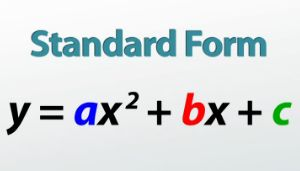 Standard Form
y = ax² + bx + c